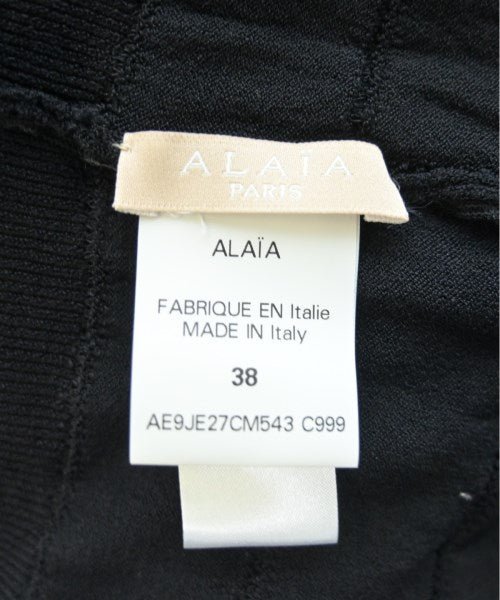 ALAÏA
PARIS
ALAÏA
FABRIQUE EN Italie
MADE IN Italy
38
AE9JE27CM543 C999